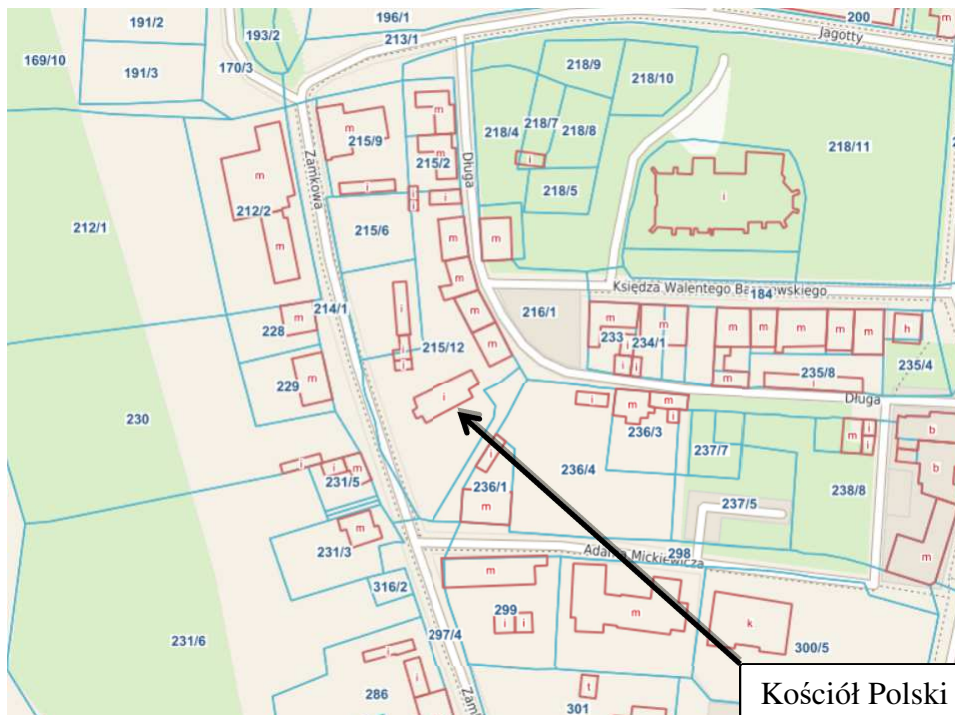 191/2
193/2
196/1
200
m
169/10
191/3
170/3
213/1
Jagotty
218/9
218/10
m
m
218/4
218/7
218/8
218/11
215/9
m
215/2
Zamkowa
Długa
i
m
i
i
i
i
218/5
i
212/2
212/1
215/6
m
m
m
m
Księdza Walentego
184
214/1
i
m
216/1
m
m
m
m
m
m
m
h
228
m
233
234/1
i
215/12
m
i
i
i
i
m
235/8
i
235/4
229
m
i
Długa
i
m
m
i
236/3
b
230
237/7
m
i
i
i
i
i
m
231/5
236/1
236/4
b
238/8
m
237/5
231/3
m
Adama Mickiewicza
298
m
316/2
m
299
m
k
i
i
297/4
300/5
231/6
i
i
286
t
301
Kościół Polski